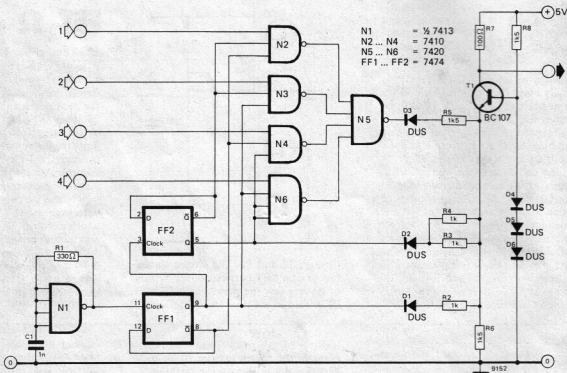 N1 = ½ 7413
N2 ... N4 = 7410
N5 ... N6 = 7420
FF1 ... FF2 = 7474
1
2
3
4
N2
N3
N4
N6
N5
D3
DUS
R5
1k5
R7
100Ω
R8
1k5
+
5V
T1
BC 107
D4
DUS
D5
DUS
D6
DUS
2 D Q̅ 6
FF2
3 Clock Q 5
D2
DUS
R4
1k
R3
1k
R1
330Ω
N1
C1
1n
11 Clock Q 9
FF1
12 D Q̅ 8
D1
DUS
R2
1k
R6
1k5
0
0
9152